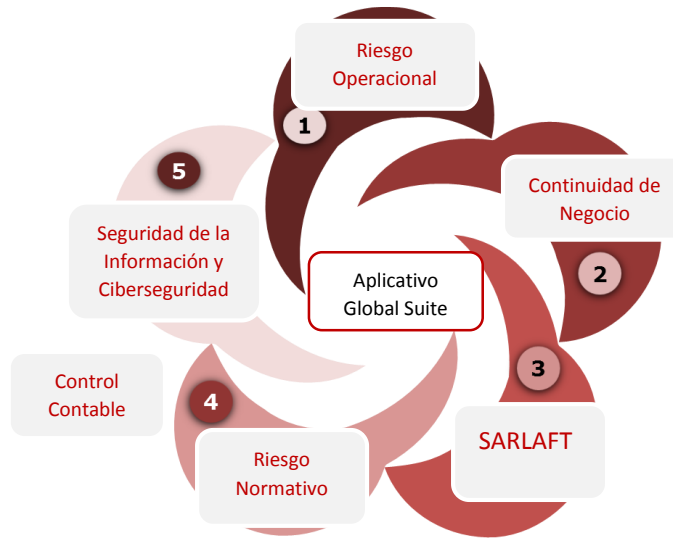 Riesgo
Operacional
1
Continuidad de
Negocio
2
5
Seguridad de la
Información y
Ciberseguridad
Aplicativo
Global Suite
3
SARLAFT
Control
Contable
4
Riesgo
Normativo